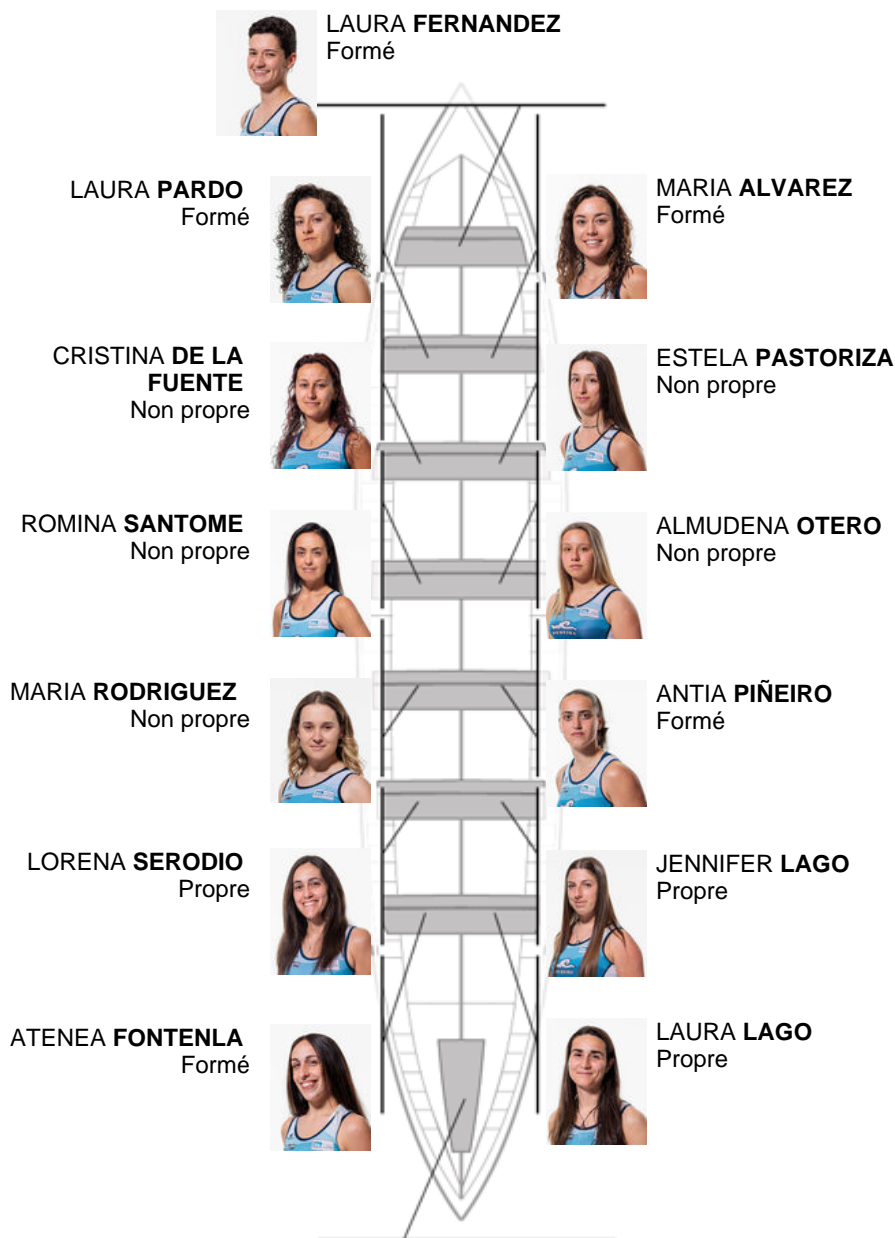 LAURA FERNANDEZ
Formé
LAURA PARDO
Formé
MARIA ALVAREZ
Formé
CRISTINA DE LA
FUENTE
Non propre
ESTELA PASTORIZA
Non propre
ROMINA SANTOME
Non propre
ALMUDENA OTERO
Non propre
MARIA RODRIGUEZ
Non propre
ANTIA PIÑEIRO
Formé
LORENA SERODIO
Propre
JENNIFER LAGO
Propre
ATENEA FONTENLA
Formé
LAURA LAGO
Propre